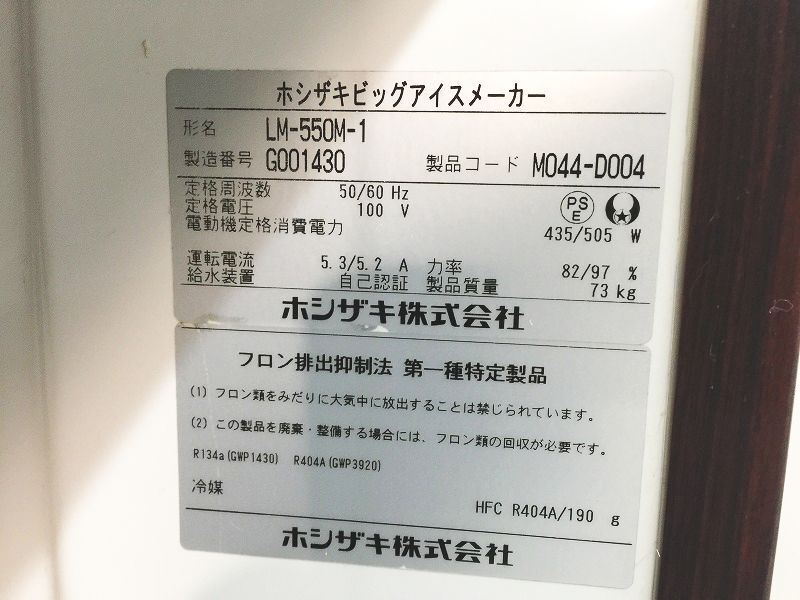 ホシザキビッグアイスメーカー
形名 LM-550M-1
製造番号 G001430 製品コード M044-D004
定格周波数 50/60 Hz
定格電圧 100 V
PS E
電動機定格消費電力 435/505 W
運転電流 5.3/5.2 A 力率 82/97 %
給水装置 自己認証 製品質量 73 kg
ホシザキ株式会社
フロン排出抑制法 第一種特定製品
(1) フロン類をみだりに大気中に放出することは禁じられています。
(2) この製品を廃棄・整備する場合には、フロン類の回収が必要です。
R134a(GWP1430) R404A(GWP3920)
冷媒 HFC R404A/190 g
ホシザキ株式会社